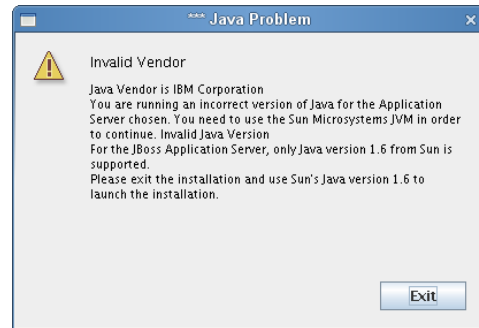 *** Java Problem
Invalid Vendor
Java Vendor is IBM Corporation
You are running an incorrect version of Java for the Application
Server chosen. You need to use the Sun Microsystems JVM in order
to continue. Invalid Java Version
For the JBoss Application Server, only Java version 1.6 from Sun is
supported.
Please exit the installation and use Sun's Java version 1.6 to
launch the installation.
Exit